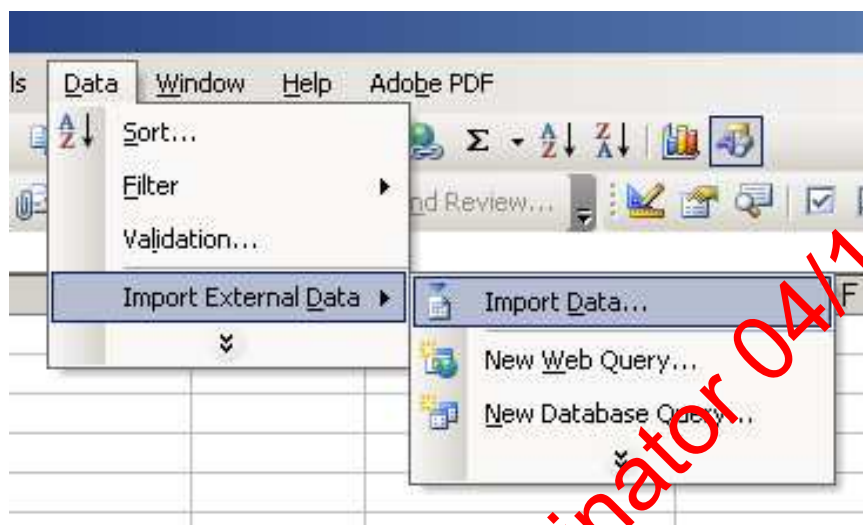 ls Data Window Help Adobe PDF
Sort...
Filter
nd Review...
Validation...
Import External Data
Import Data...
F
New Web Query...
New Database Query...
inator 04/1